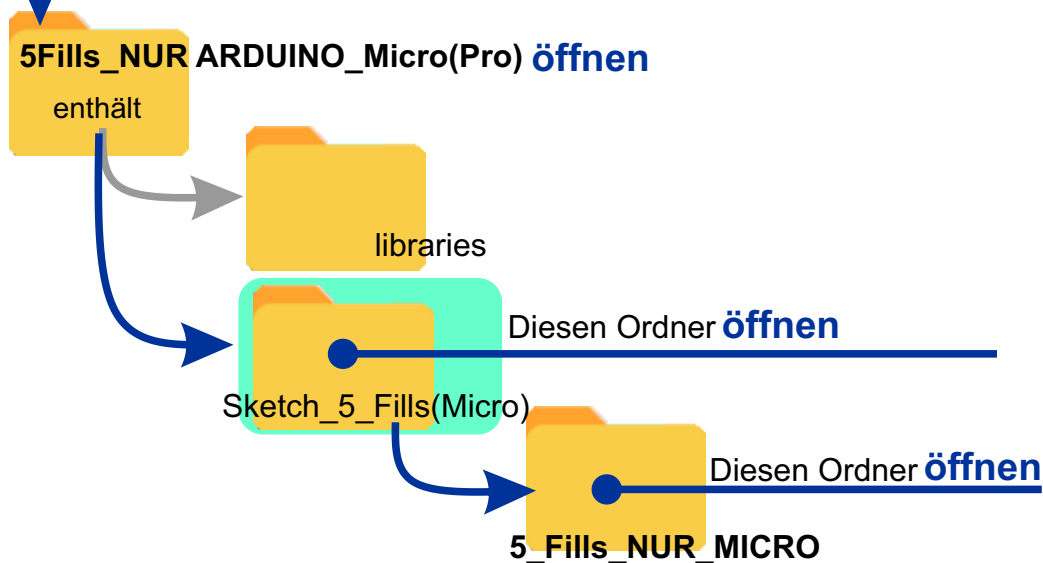 5Fills_NUR ARDUINO_Micro(Pro) öffnen
enthält
libraries
Diesen Ordner öffnen
Sketch_5_Fills(Micro)
Diesen Ordner öffnen
5_Fills_NUR_MICRO